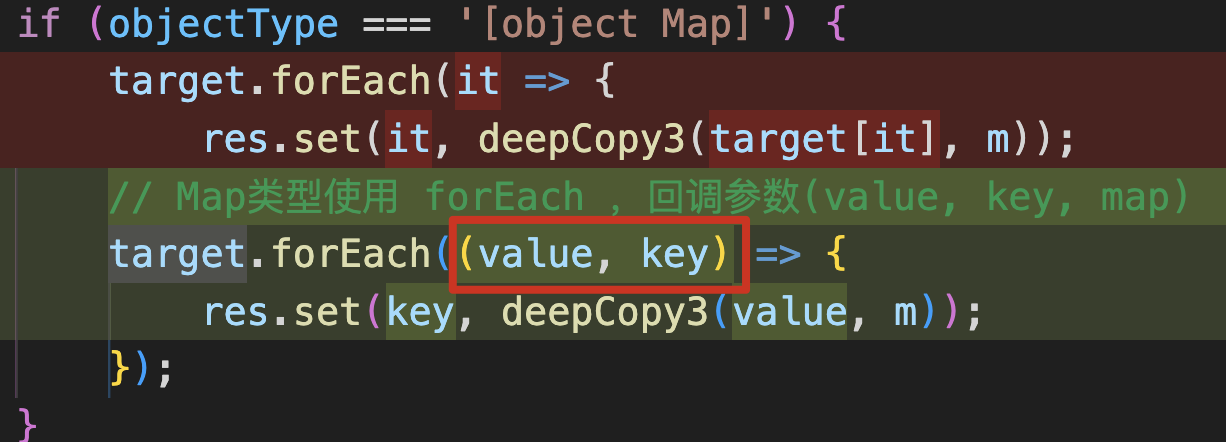 if (objectType === '[object Map]') {
target.forEach(it => {
res.set(it, deepCopy3(target[it], m));
// Map类型使用 forEach ，回调参数(value, key, map)
target.forEach((value, key) => {
res.set(key, deepCopy3(value, m));
});
}